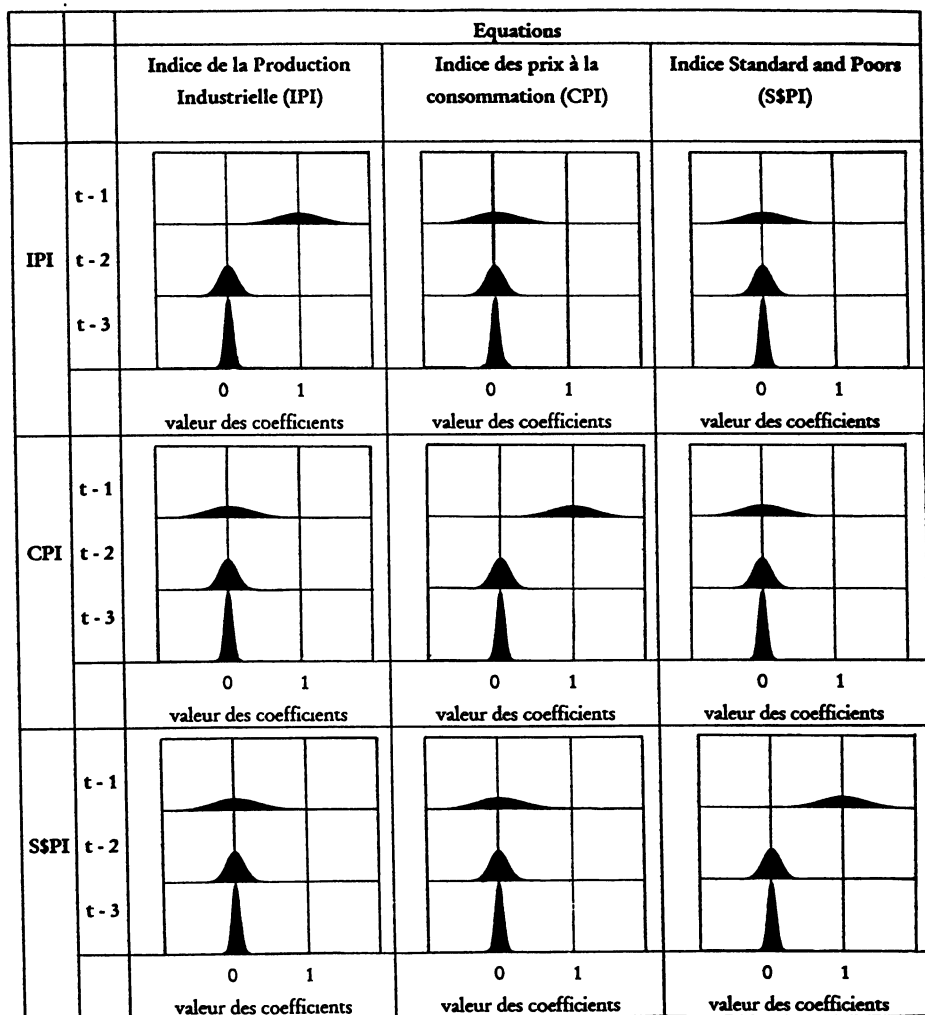 Equations
Indice de la Production
Industrielle (IPI)
Indice des prix à la
consommation (CPI)
Indice Standard and Poors
(S$PI)
IPI
t - 1
t - 2
t - 3
0 1
valeur des coefficients
0 1
valeur des coefficients
0 1
valeur des coefficients
CPI
t - 1
t - 2
t - 3
0 1
valeur des coefficients
0 1
valeur des coefficients
0 1
valeur des coefficients
S$PI
t - 1
t - 2
t - 3
0 1
valeur des coefficients
0 1
valeur des coefficients
0 1
valeur des coefficients